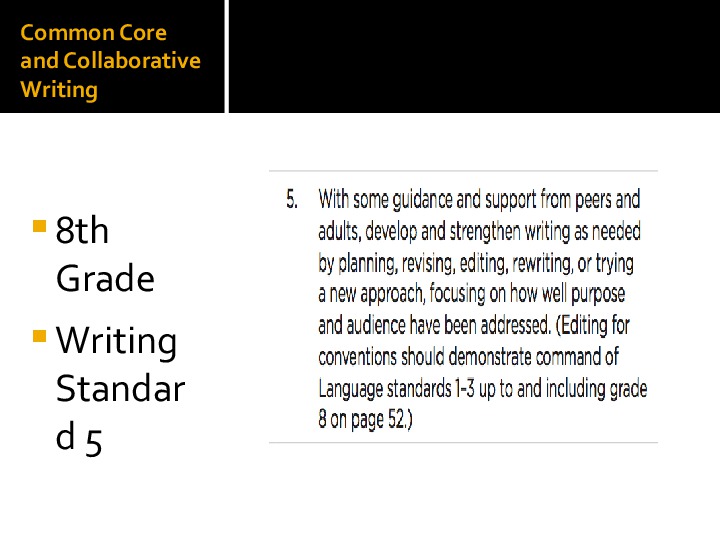 Common Core
and Collaborative
Writing
8th
Grade
Writing
Standar
d 5
5. With some guidance and support from peers and
adults, develop and strengthen writing as needed
by planning, revising, editing, rewriting, or trying
a new approach, focusing on how well purpose
and audience have been addressed. (Editing for
conventions should demonstrate command of
Language standards 1–3 up to and including grade
8 on page 52.)